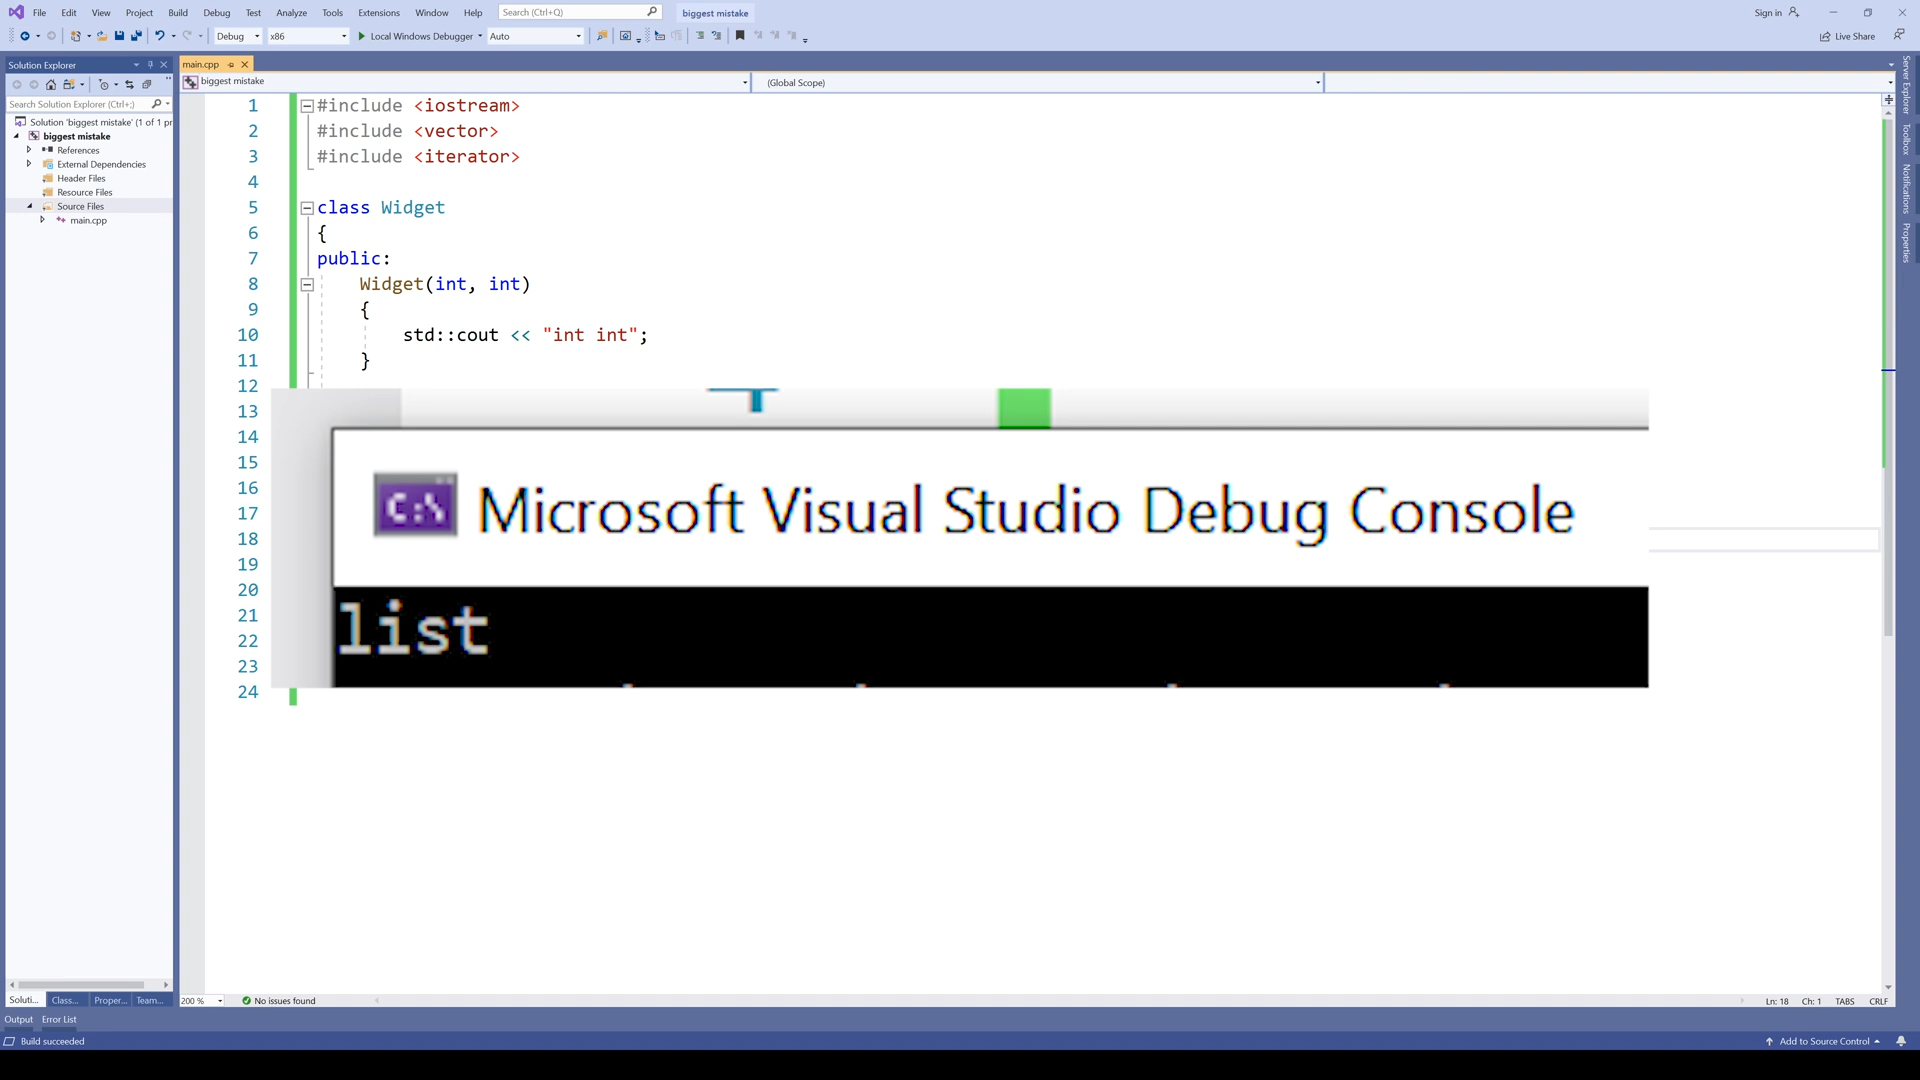 File Edit View Project Build Debug Test Analyze Tools Extensions Window Help Search (Ctrl+Q) biggest mistake Sign in
Debug x86 Local Windows Debugger Auto Live Share
Solution Explorer
main.cpp
biggest mistake (Global Scope)
Search Solution Explorer (Ctrl+;)
Solution 'biggest mistake' (1 of 1 pr
biggest mistake
References
External Dependencies
Header Files
Resource Files
Source Files
main.cpp
1 #include <iostream>
2 #include <vector>
3 #include <iterator>
4
5 class Widget
6 {
7 public:
8 Widget(int, int)
9 {
10 std::cout << "int int";
11 }
12
13
14
15
16
17
18
19
20
21
22
23
24
C:\ Microsoft Visual Studio Debug Console
list
Server Explorer
Toolbox
Notifications
Properties
Soluti... Class... Proper... Team...
200 % No issues found Ln: 18 Ch: 1 TABS CRLF
Output Error List
Build succeeded Add to Source Control